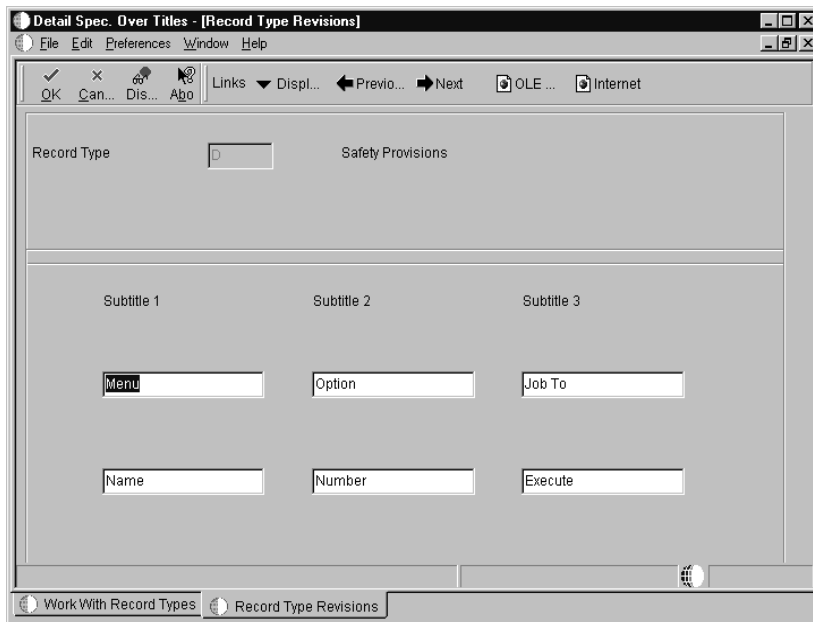 Detail Spec. Over Titles - [Record Type Revisions]
File Edit Preferences Window Help
OK Can... Dis... Abo Links Displ... Previo... Next OLE ... Internet
Record Type D Safety Provisions
Subtitle 1 Subtitle 2 Subtitle 3
Menu Option Job To
Name Number Execute
Work With Record Types Record Type Revisions